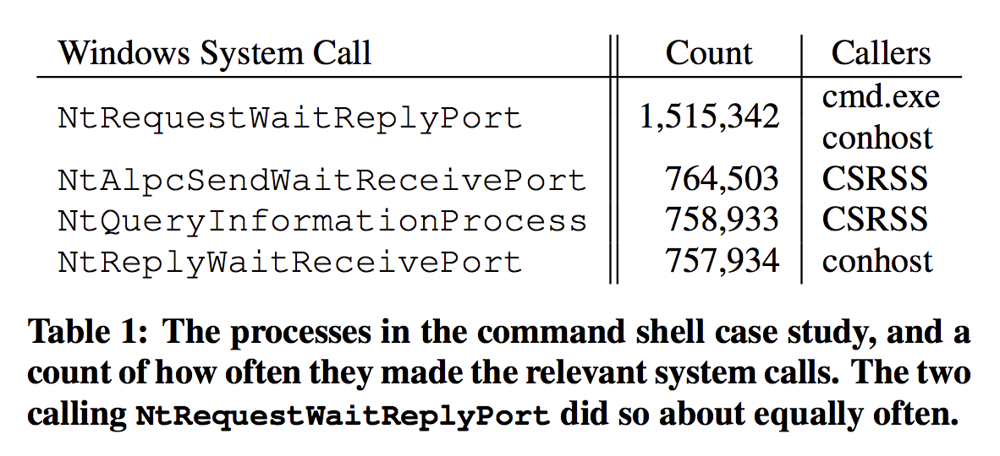 Windows System Call Count Callers
NtRequestWaitReplyPort 1,515,342 cmd.exe
conhost
NtAlpcSendWaitReceivePort 764,503 CSRSS
NtQueryInformationProcess 758,933 CSRSS
NtReplyWaitReceivePort 757,934 conhost
Table 1: The processes in the command shell case study, and a
count of how often they made the relevant system calls. The two
calling NtRequestWaitReplyPort did so about equally often.